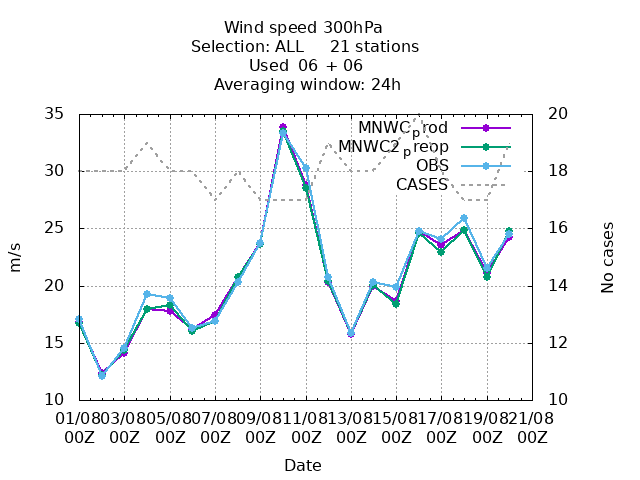 Wind speed 300hPa
Selection: ALL 21 stations
Used 06 + 06
Averaging window: 24h
35 20
MNWC_prod
MNWC2_preop
30 OBS 18
CASES
25 16
m/s No cases
20 14
15 12
10 10
01/08 03/08 05/08 07/08 09/08 11/08 13/08 15/08 17/08 19/08 21/08
00Z 00Z 00Z 00Z 00Z 00Z 00Z 00Z 00Z 00Z 00Z
Date